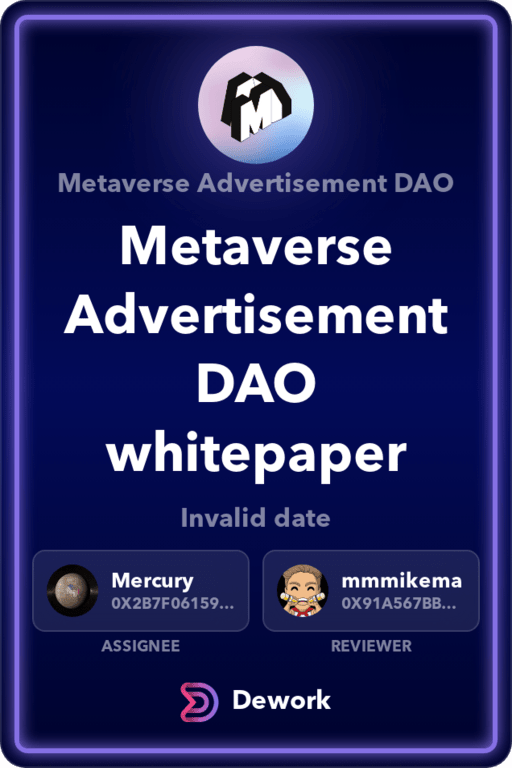 M
Metaverse Advertisement DAO
Metaverse
Advertisement
DAO
whitepaper
Invalid date
Mercury
0X2B7F06159...
mmmikema
0X91A567BB...
ASSIGNEE
REVIEWER
Dework